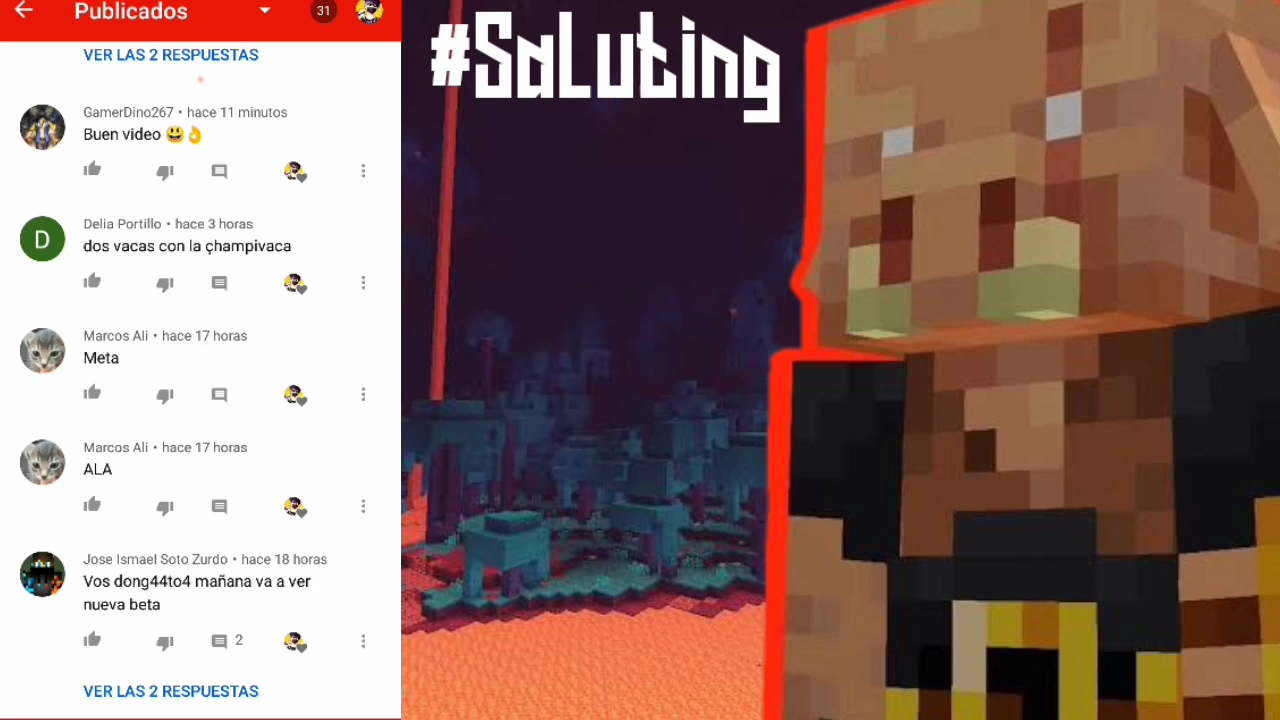 Publicados
31
VER LAS 2 RESPUESTAS
GamerDino267 • hace 11 minutos
Buen video 😃👌
D
Delia Portillo • hace 3 horas
dos vacas con la çhampivaca
Marcos Ali • hace 17 horas
Meta
Marcos Ali • hace 17 horas
ALA
Jose Ismael Soto Zurdo • hace 18 horas
Vos dong44to4 mañana va a ver
nueva beta
2
VER LAS 2 RESPUESTAS
#SaLuting